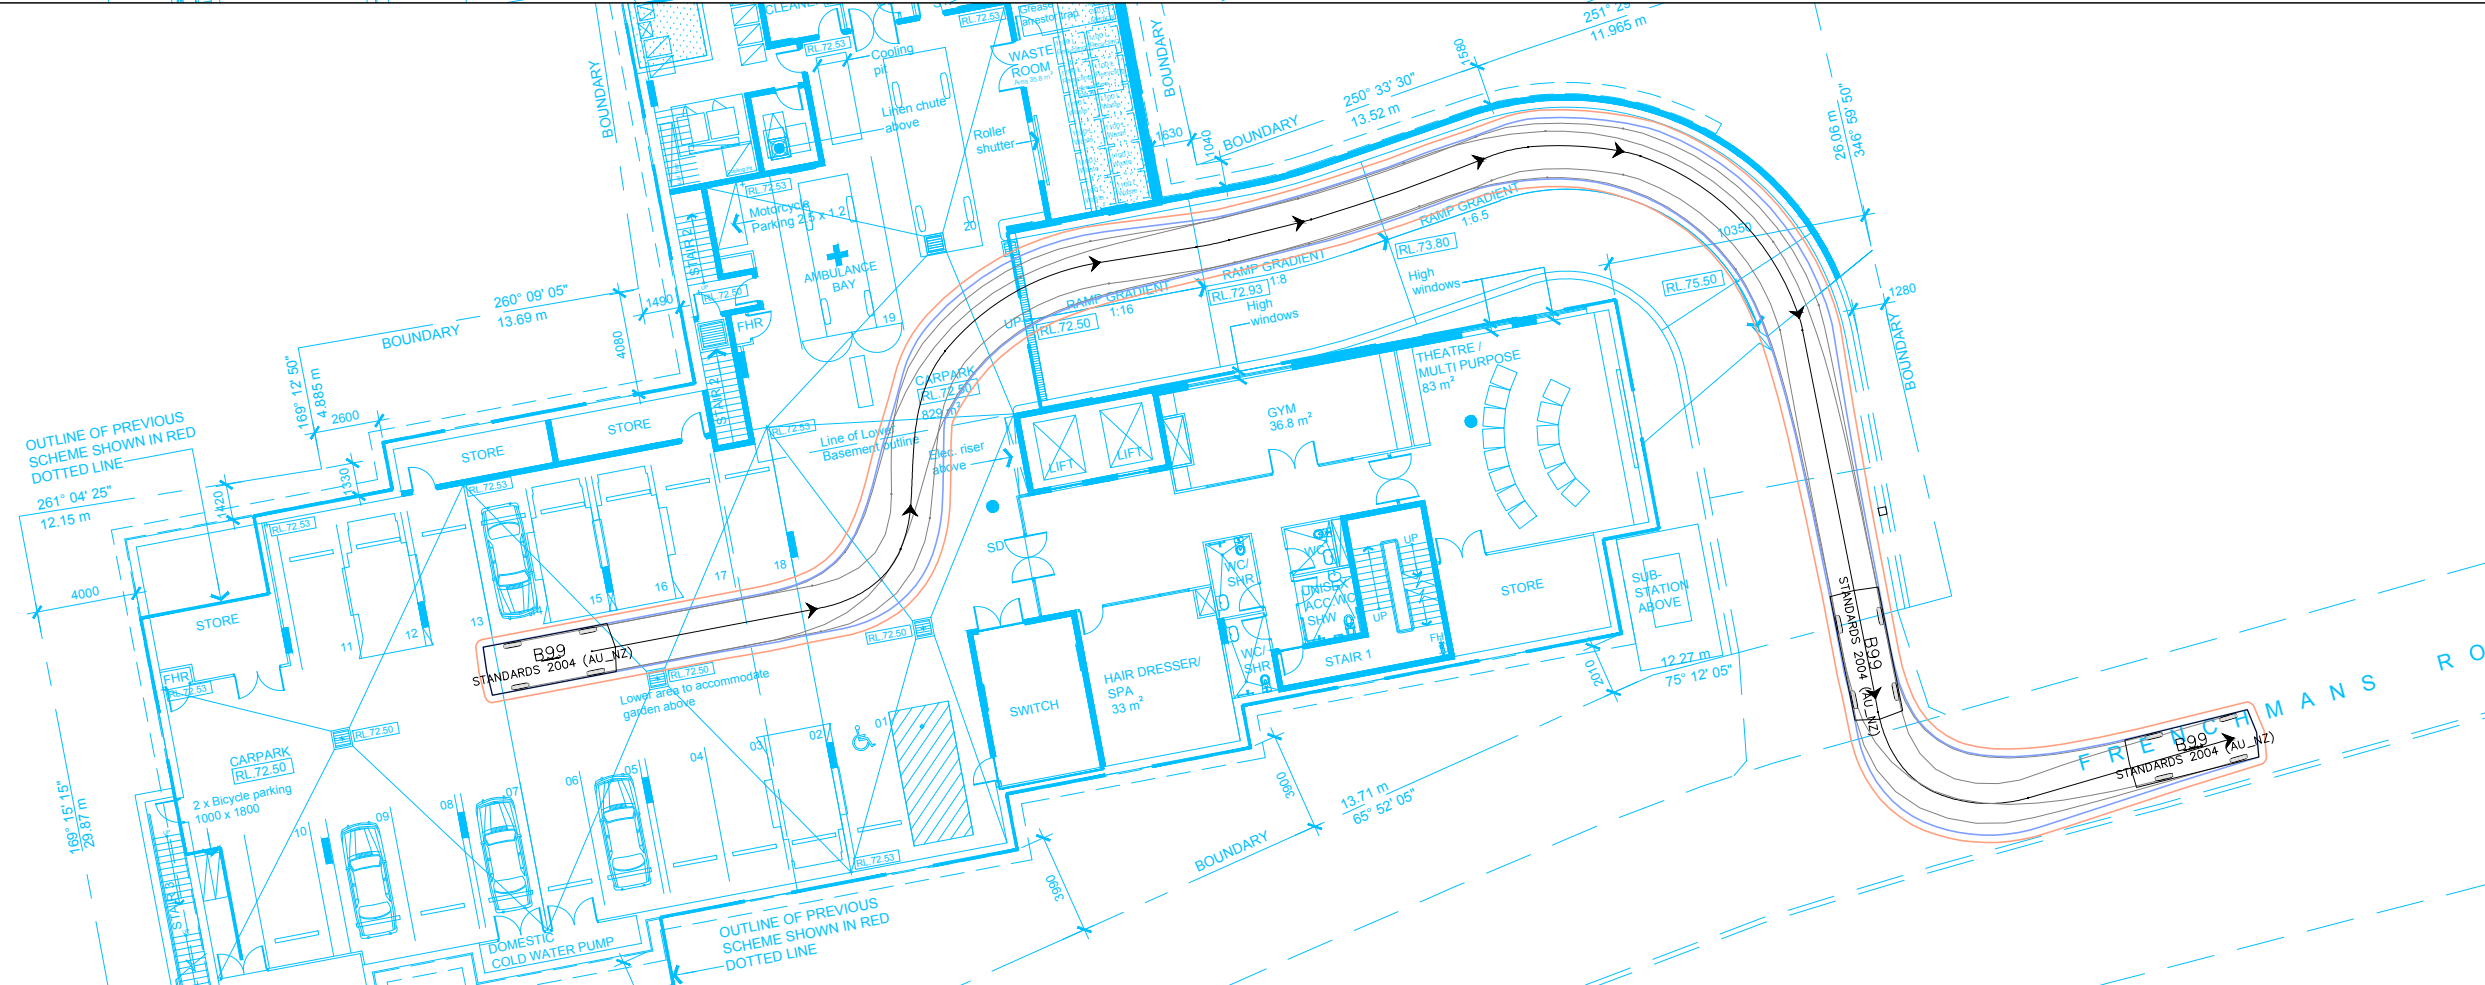 BOUNDARY
RL.72.53
RL.72.53
Cooling
pit
Grease
arrestor trap
WASTE
ROOM
BOUNDARY
Linen chute
above
Roller
shutter
1630
1040
BOUNDARY
250° 33' 30"
13.52 m
1580
11.965 m
26.06 m
346° 59' 50"
RL.72.53
Motorcycle
Parking 2.5 x 1.2
20
STAIR 2
AMBULANCE
BAY
19
RL.72.50
FHR
1490
4080
260° 09' 05"
13.69 m
BOUNDARY
169° 12' 50"
4.885 m
2600
RAMP GRADIENT
1:6.5
RL.73.80
RAMP GRADIENT
1:8
RL.72.93
RAMP GRADIENT
1:16
UP
RL.72.50
High
windows
High
windows
10350
RL.75.50
1280
BOUNDARY
OUTLINE OF PREVIOUS
SCHEME SHOWN IN RED
DOTTED LINE
261° 04' 25"
12.15 m
1420
1330
4000
STORE
STORE
STAIR 2
CARPARK
RL.72.50
829 m²
RL.72.53
Line of Lower
Basement outline
Elec. riser
above
LIFT
LIFT
GYM
36.8 m²
THEATRE /
MULTI PURPOSE
83 m²
RL.72.53
RL.72.53
STORE
11
12
13
14
15
16
17
18
SD
WC/
SHR
WC
UNISEX
ACC.WC
SHW
UP
UP
FH
STAIR 1
WC/
SHR
STORE
SUB-
STATION
ABOVE
2010
12.27 m
75° 12' 05"
B99
STANDARDS 2004 (AU_NZ)
RL.72.50
RL.72.50
Lower area to accommodate
garden above
FHR
RL.72.53
RL.72.50
CARPARK
RL.72.50
2 x Bicycle parking
1000 x 1800
169° 15' 15"
29.87 m
STAIR 3
10
09
08
07
06
05
04
03
02
01
RL.72.53
SWITCH
HAIR DRESSER/
SPA
33 m²
3900
13.71 m
65° 52' 05"
BOUNDARY
3990
DOMESTIC
COLD WATER PUMP
OUTLINE OF PREVIOUS
SCHEME SHOWN IN RED
DOTTED LINE
B99
STANDARDS 2004 (AU_NZ)
B99
STANDARDS 2004 (AU_NZ)
FRENCHMANS RO